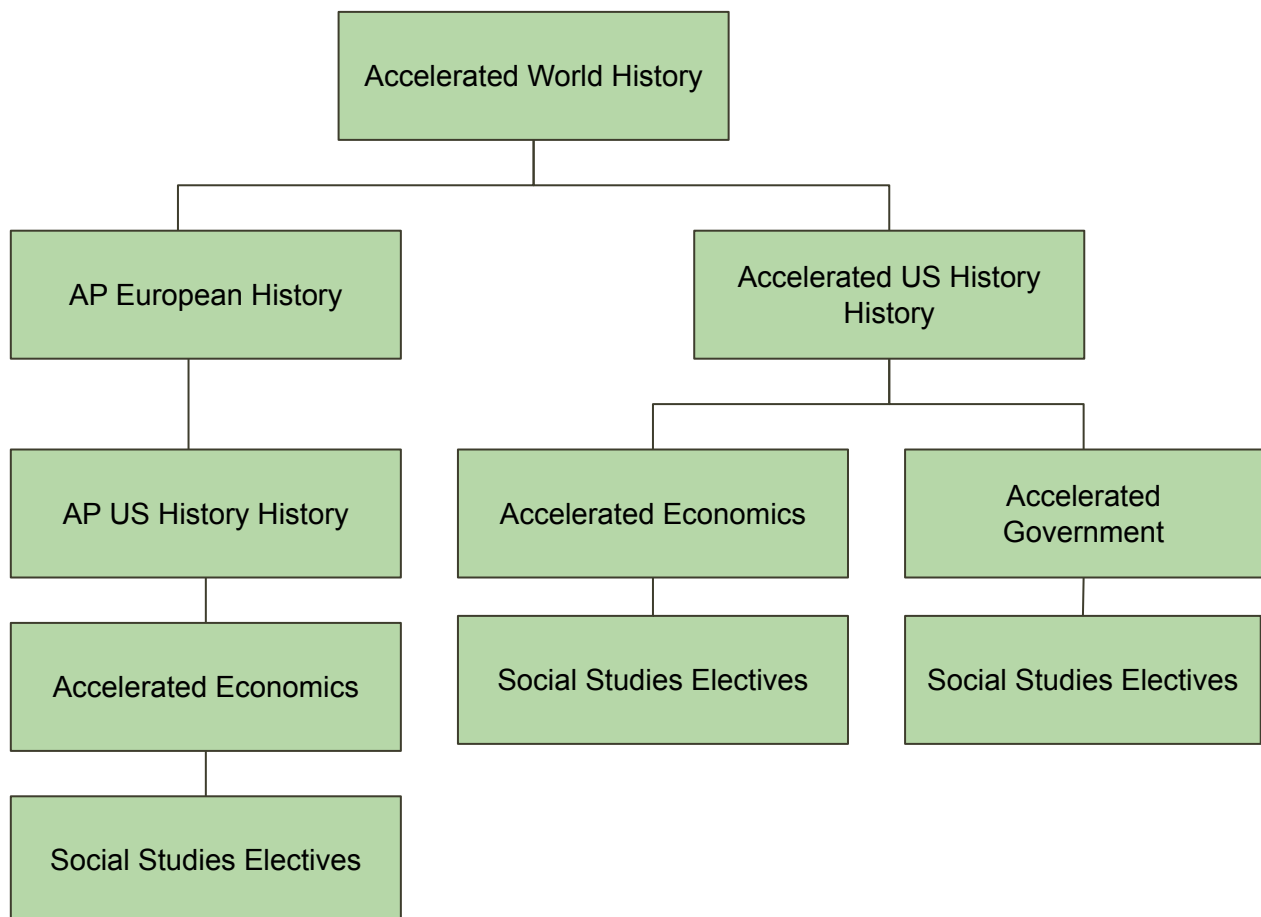 Accelerated World History
AP European History
Accelerated US History
History
AP US History History
Accelerated Economics
Accelerated
Government
Accelerated Economics
Social Studies Electives
Social Studies Electives
Social Studies Electives